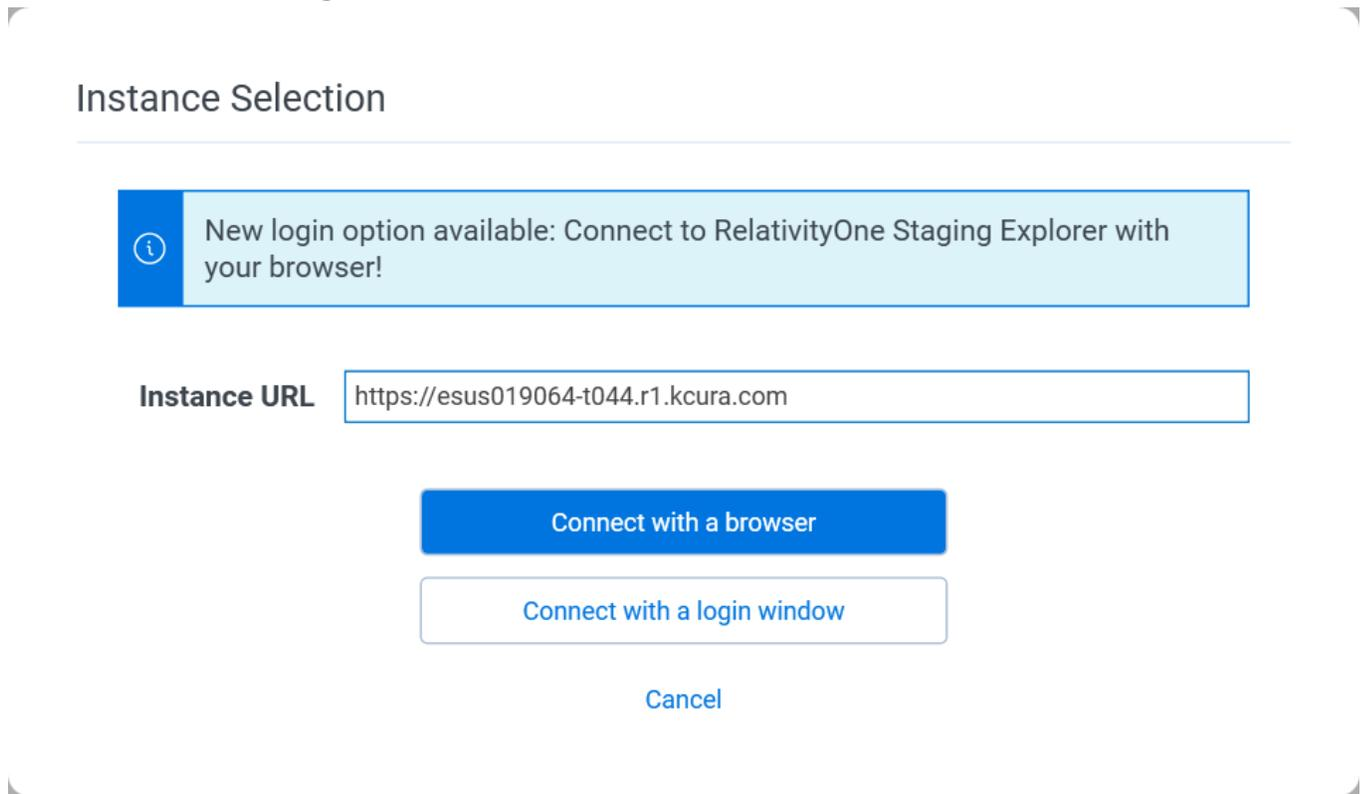 Instance Selection
New login option available: Connect to RelativityOne Staging Explorer with
your browser!
Instance URL https://esus019064-t044.r1.kcura.com
Connect with a browser
Connect with a login window
Cancel